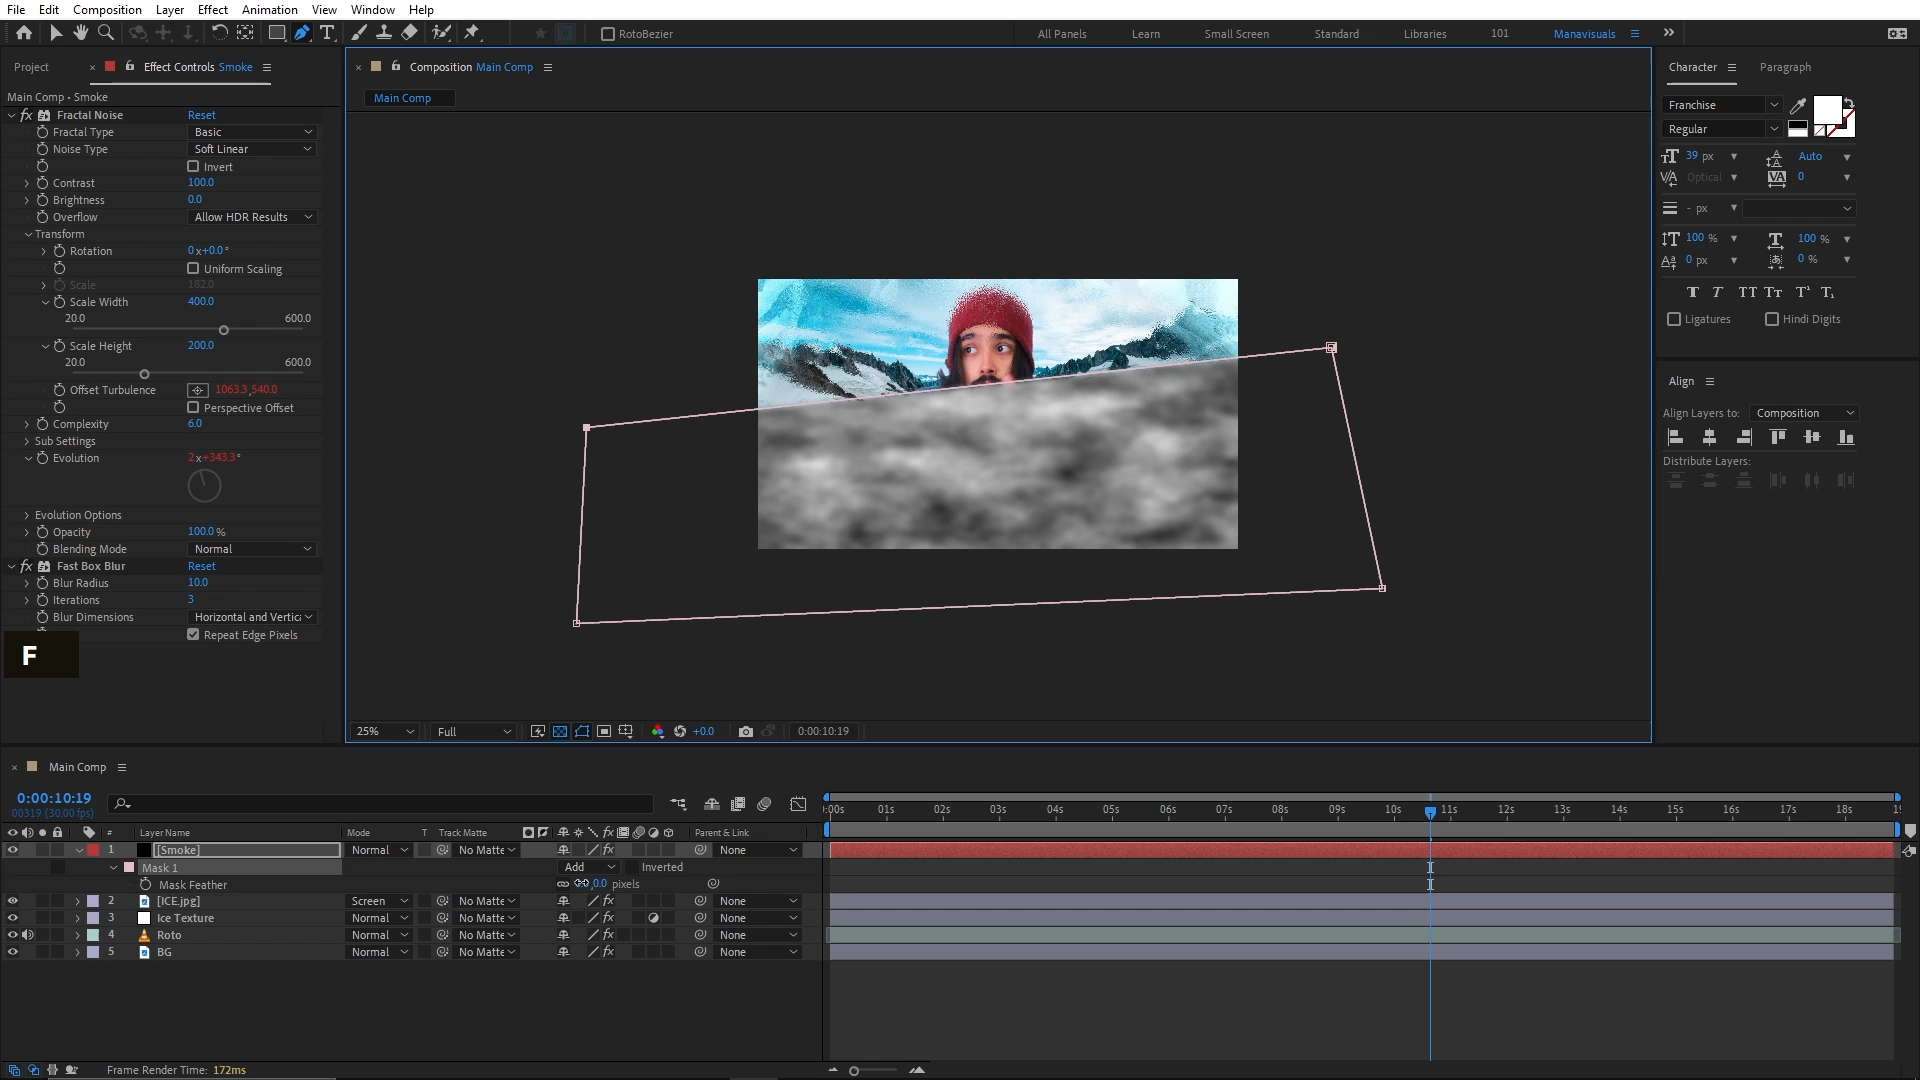 File Edit Composition Layer Effect Animation View Window Help
RotoBezier
All Panels Learn Small Screen Standard Libraries 101 Manavisuals
Project Effect Controls Smoke
Composition Main Comp
Character Paragraph
Main Comp • Smoke
Main Comp
Fractal Noise Reset
Fractal Type Basic
Noise Type Soft Linear
Invert
Contrast 100.0
Brightness 0.0
Overflow Allow HDR Results
Transform
Rotation 0x+0.0°
Uniform Scaling
Scale 182.0
Scale Width 400.0
20.0 600.0
Scale Height 200.0
20.0 600.0
Offset Turbulence 1063.3,540.0
Perspective Offset
Complexity 6.0
Sub Settings
Evolution 2x+343.3°
Evolution Options
Opacity 100.0%
Blending Mode Normal
Fast Box Blur Reset
Blur Radius 10.0
Iterations 3
Blur Dimensions Horizontal and Vertica
Repeat Edge Pixels
F
Franchise
Regular
39 px Auto
Optical 0
- px
100 % 100 %
0 px 0 %
T T TT Tt T¹ T₁
Ligatures Hindi Digits
Align
Align Layers to: Composition
Distribute Layers:
25% Full +0.0 0:00:10:19
Main Comp
0:00:10:19
00319 (30.00 fps)
:00s 01s 02s 03s 04s 05s 06s 07s 08s 09s 10s 11s 12s 13s 14s 15s 16s 17s 18s
# Layer Name Mode T Track Matte Parent & Link
1 [Smoke] Normal No Matte None
Mask 1 Add Inverted
Mask Feather ,0.0 pixels
2 [ICE.jpg] Screen No Matte None
3 Ice Texture Normal No Matte None
4 Roto Normal No Matte None
5 BG Normal No Matte None
Frame Render Time: 172ms